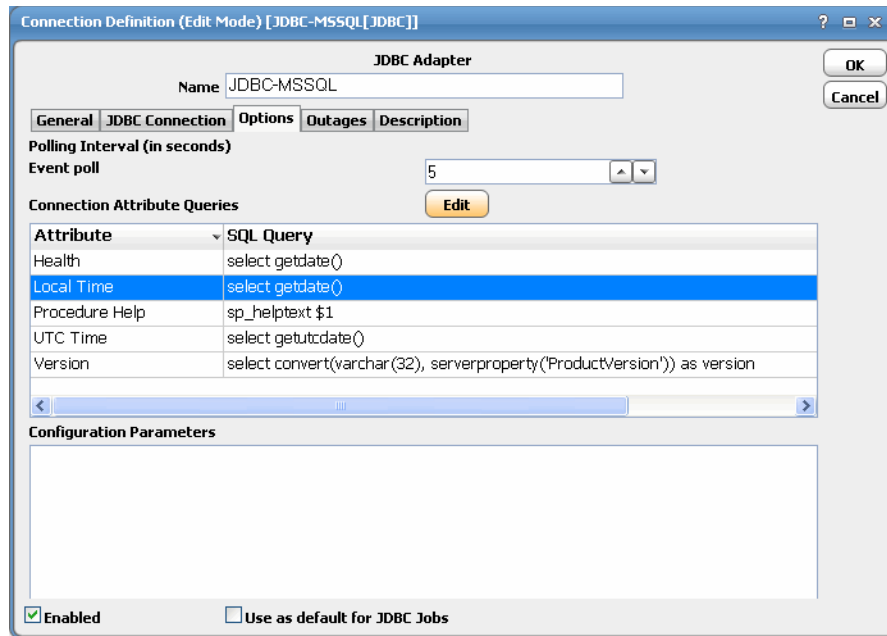 Connection Definition (Edit Mode) [JDBC-MSSQL[JDBC]] ?
JDBC Adapter
OK
Name JDBC-MSSQL
Cancel
General JDBC Connection Options Outages Description
Polling Interval (in seconds)
Event poll 5
Connection Attribute Queries Edit
Attribute SQL Query
Health select getdate()
Local Time select getdate()
Procedure Help sp_helptext $1
UTC Time select getutcdate()
Version select convert(varchar(32), serverproperty('ProductVersion')) as version
Configuration Parameters
Enabled Use as default for JDBC Jobs